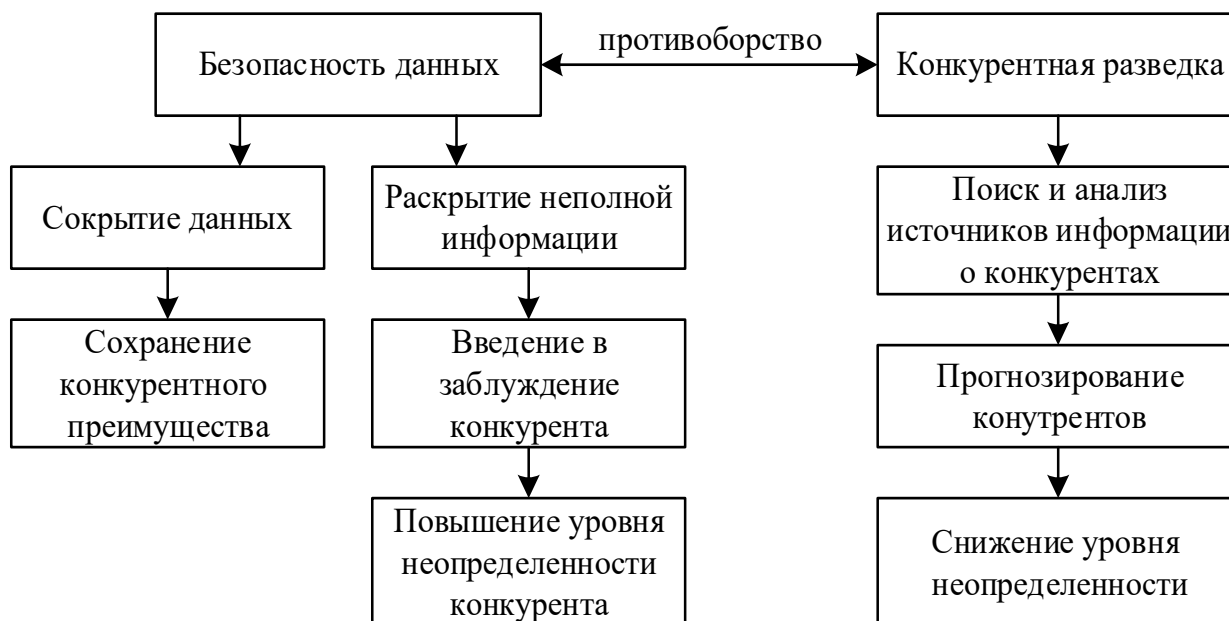 Безопасность данных
противоборство
Конкурентная разведка
Сокрытие данных
Раскрытие неполной
информации
Поиск и анализ
источников информации
о конкурентах
Сохранение
конкурентного
преимущества
Введение в
заблуждение
конкурента
Прогнозирование
конутрентов
Повышение уровня
неопределенности
конкурента
Снижение уровня
неопределенности